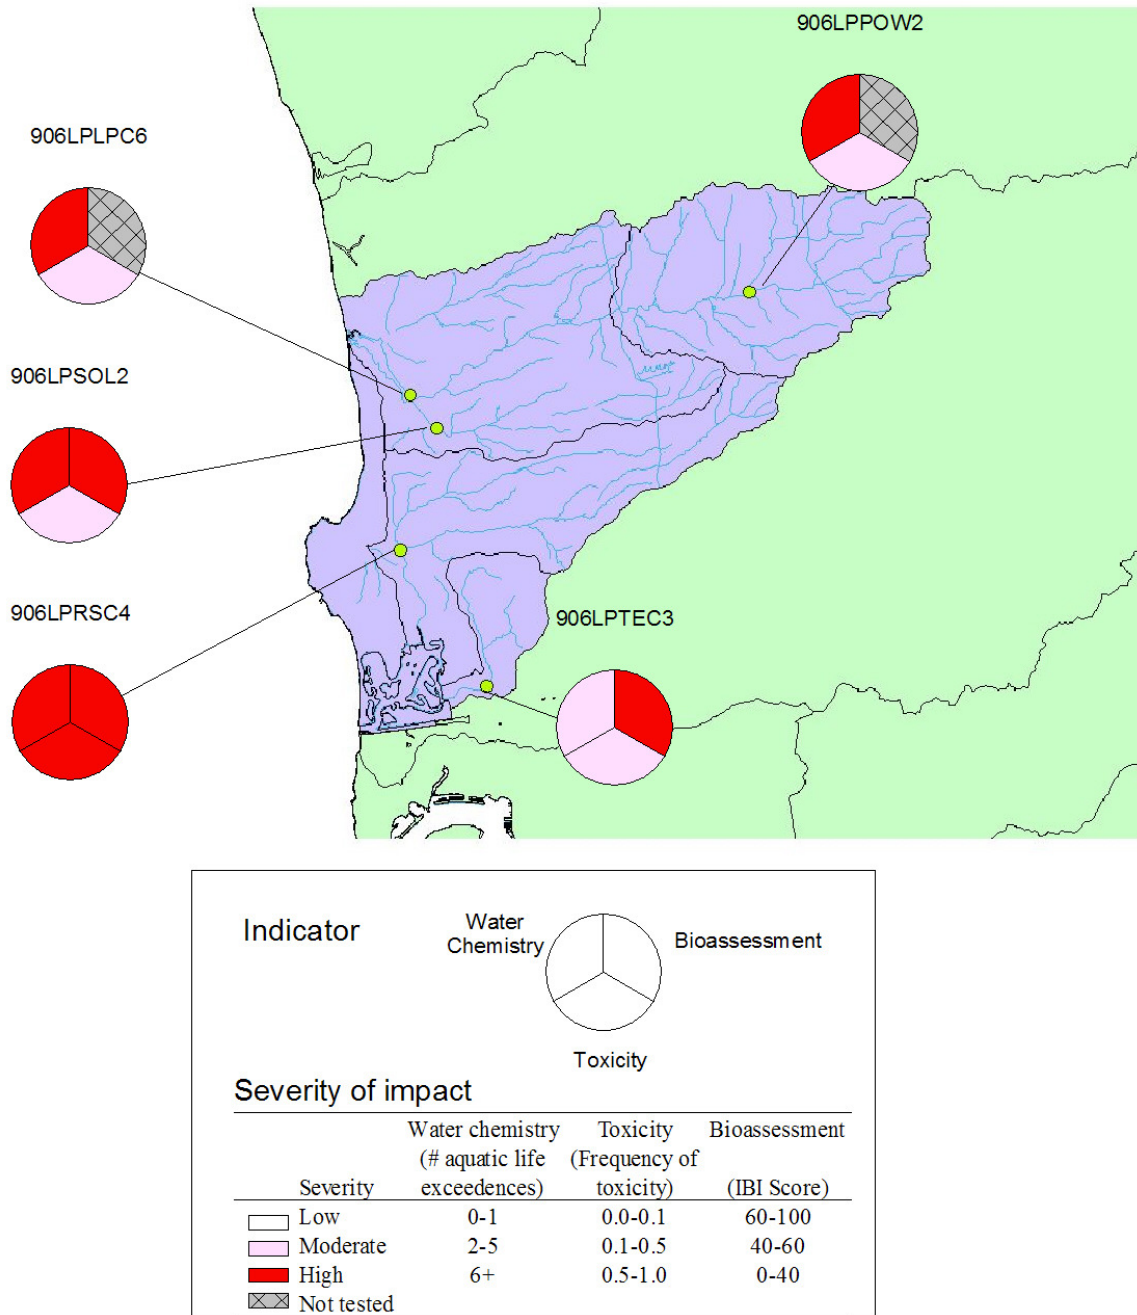 906LPPOW2
906LPLPC6
906LPSOL2
906LPRSC4
906LPTEC3
Indicator
Water
Chemistry
Bioassessment
Toxicity
Severity of impact
Water chemistry Toxicity Bioassessment
(# aquatic life (Frequency of
Severity exceedences) toxicity) (IBI Score)
Low 0-1 0.0-0.1 60-100
Moderate 2-5 0.1-0.5 40-60
High 6+ 0.5-1.0 0-40
Not tested